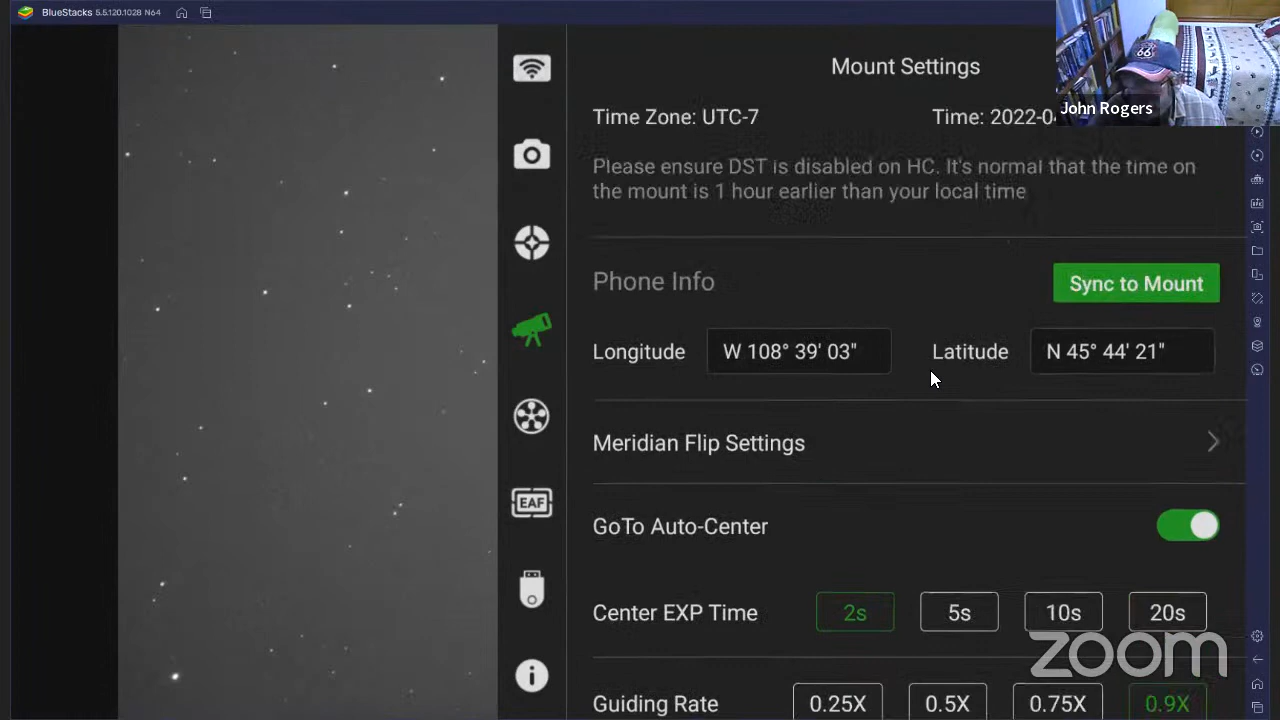 BlueStacks 5.5.120.1028 N64
Mount Settings
Time Zone: UTC-7 Time: 2022-0
Please ensure DST is disabled on HC. It's normal that the time on
the mount is 1 hour earlier than your local time
Phone Info Sync to Mount
Longitude W 108° 39' 03" Latitude N 45° 44' 21"
Meridian Flip Settings
GoTo Auto-Center
Center EXP Time 2s 5s 10s 20s
Guiding Rate 0.25X 0.5X 0.75X 0.9X
EAF
John Rogers
66
zoom